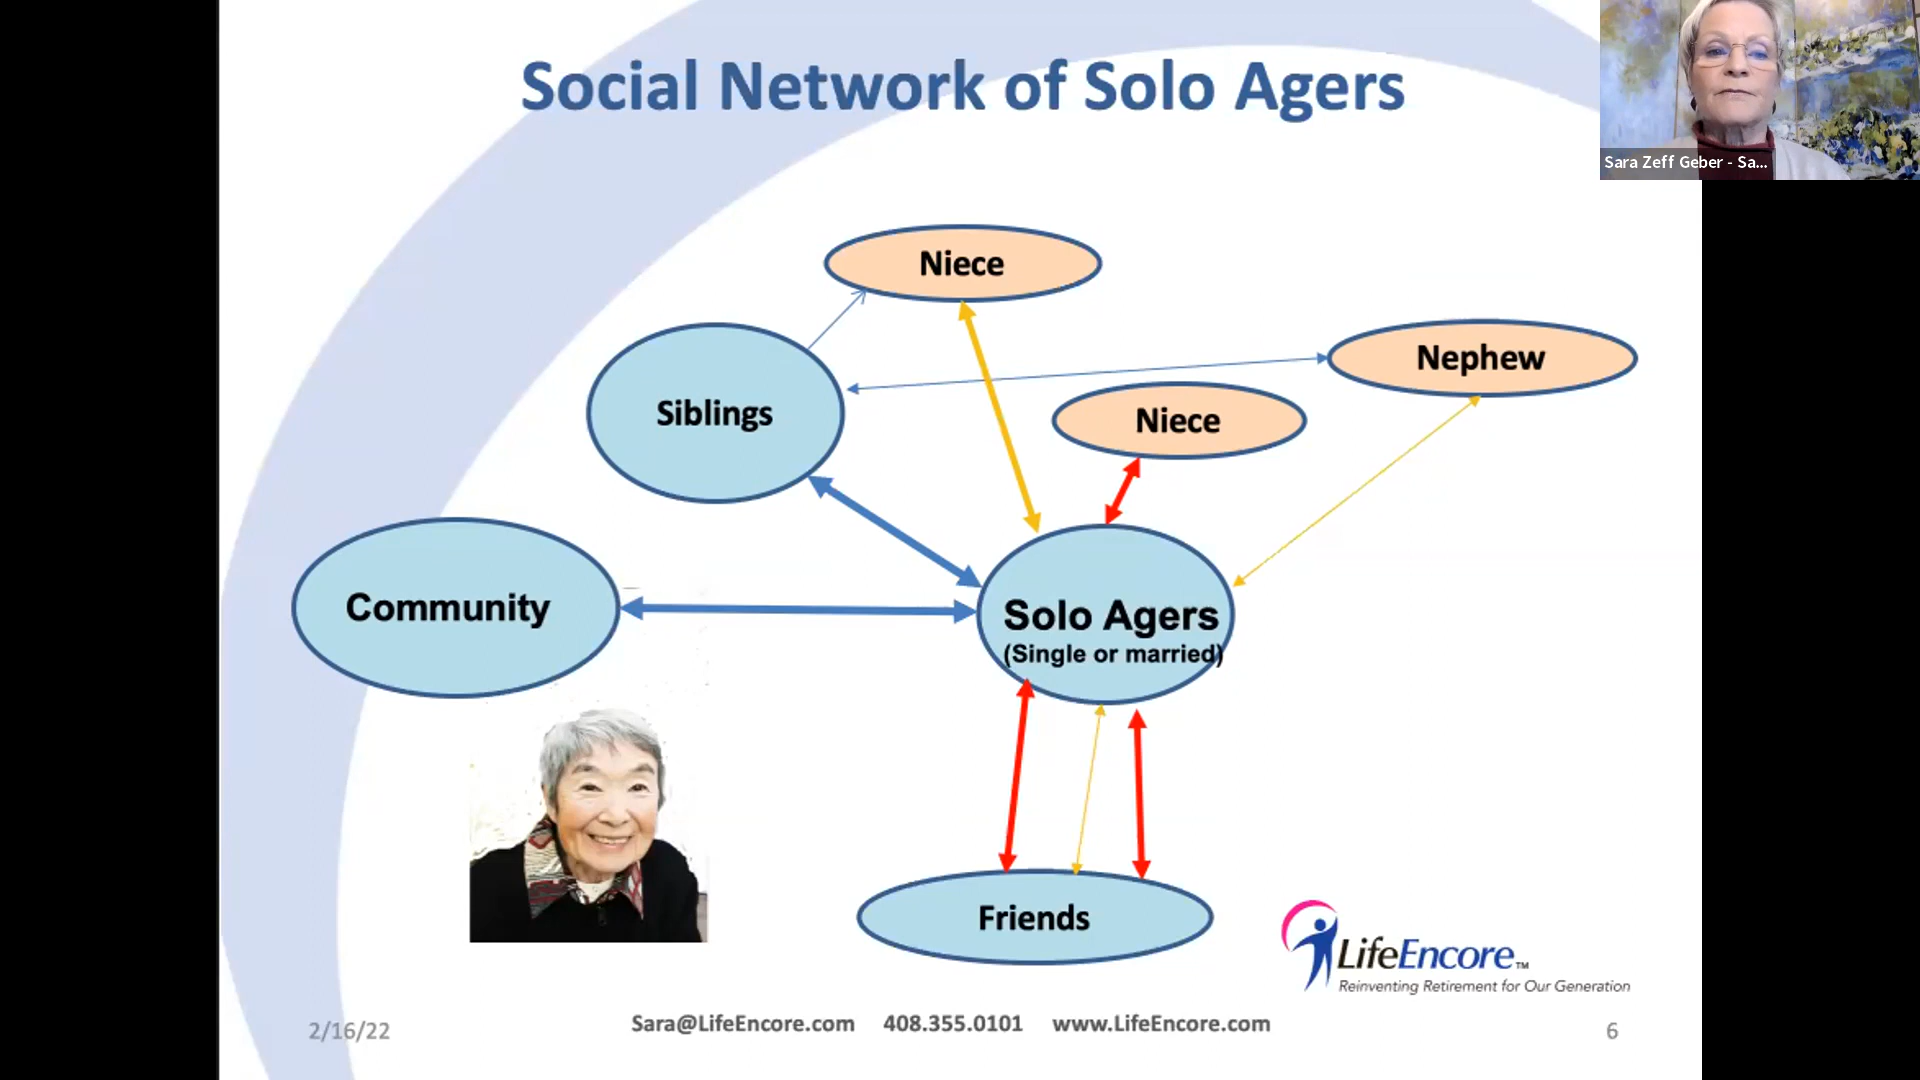 Social Network of Solo Agers
Sara Zeff Geber - Sa...
Niece
Nephew
Siblings
Niece
Community
Solo Agers
(Single or married)
Friends
LifeEncore™
Reinventing Retirement for Our Generation
2/16/22
Sara@LifeEncore.com 408.355.0101 www.LifeEncore.com
6